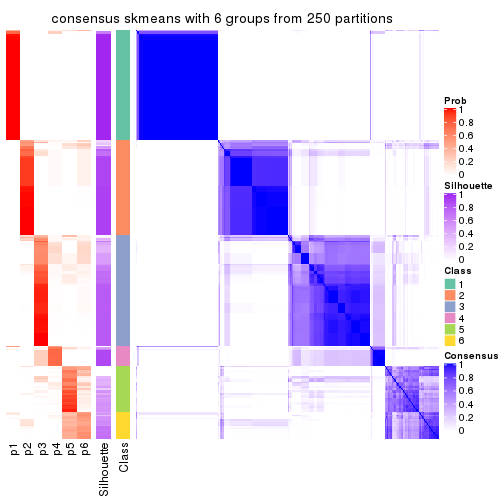 consensus skmeans with 6 groups from 250 partitions
Prob
1
0.8
0.6
0.4
0.2
0
Silhouette
1
0.8
0.6
0.4
0.2
0
Class
1
2
3
4
5
6
Consensus
1
0.8
0.6
0.4
0.2
0
p1
p2
p3
p4
p5
p6
Silhouette
Class